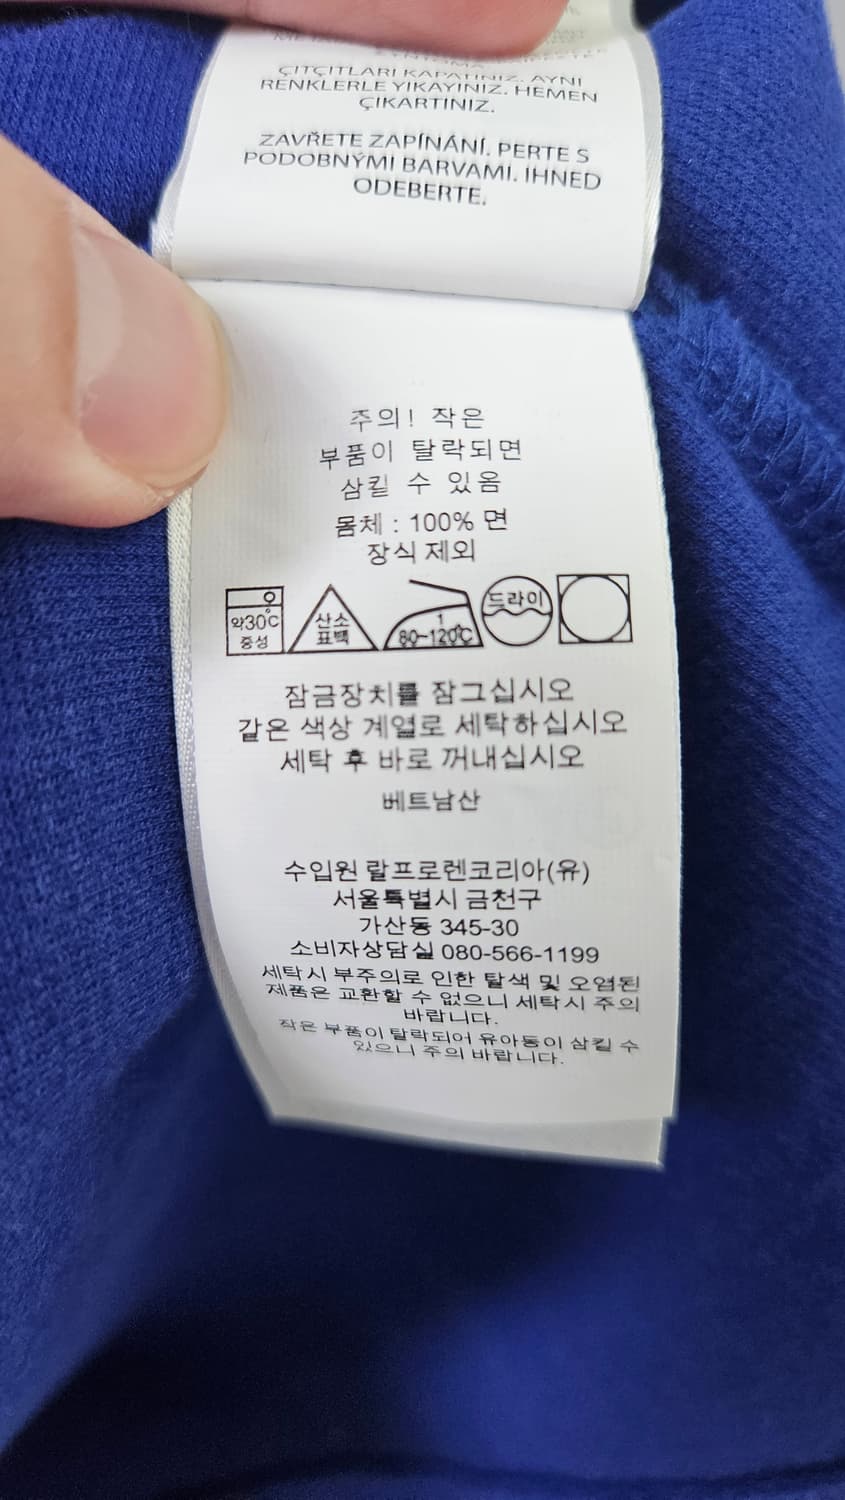 ÇITÇITLARI KAPATINIZ. AYNI
RENKLERLE YIKAYINIZ. HEMEN
ÇIKARTINIZ.
ZAVŘETE ZAPÍNÁNÍ. PERTE S
PODOBNÝMI BARVAMI. IHNED
ODEBERTE.
주의! 작은
부품이 탈락되면
삼킬 수 있음
몸체 : 100% 면
장식 제외
약30℃
중성
산소
표백
1
80~120℃
드라이
잠금장치를 잠그십시오
같은 색상 계열로 세탁하십시오
세탁 후 바로 꺼내십시오
베트남산
수입원 랄프로렌코리아(유)
서울특별시 금천구
가산동 345-30
소비자상담실 080-566-1199
세탁시 부주의로 인한 탈색 및 오염된
제품은 교환할 수 없으니 세탁시 주의
바랍니다.
작은 부품이 탈락되어 유아동이 삼킬 수
있으니 주의 바랍니다.